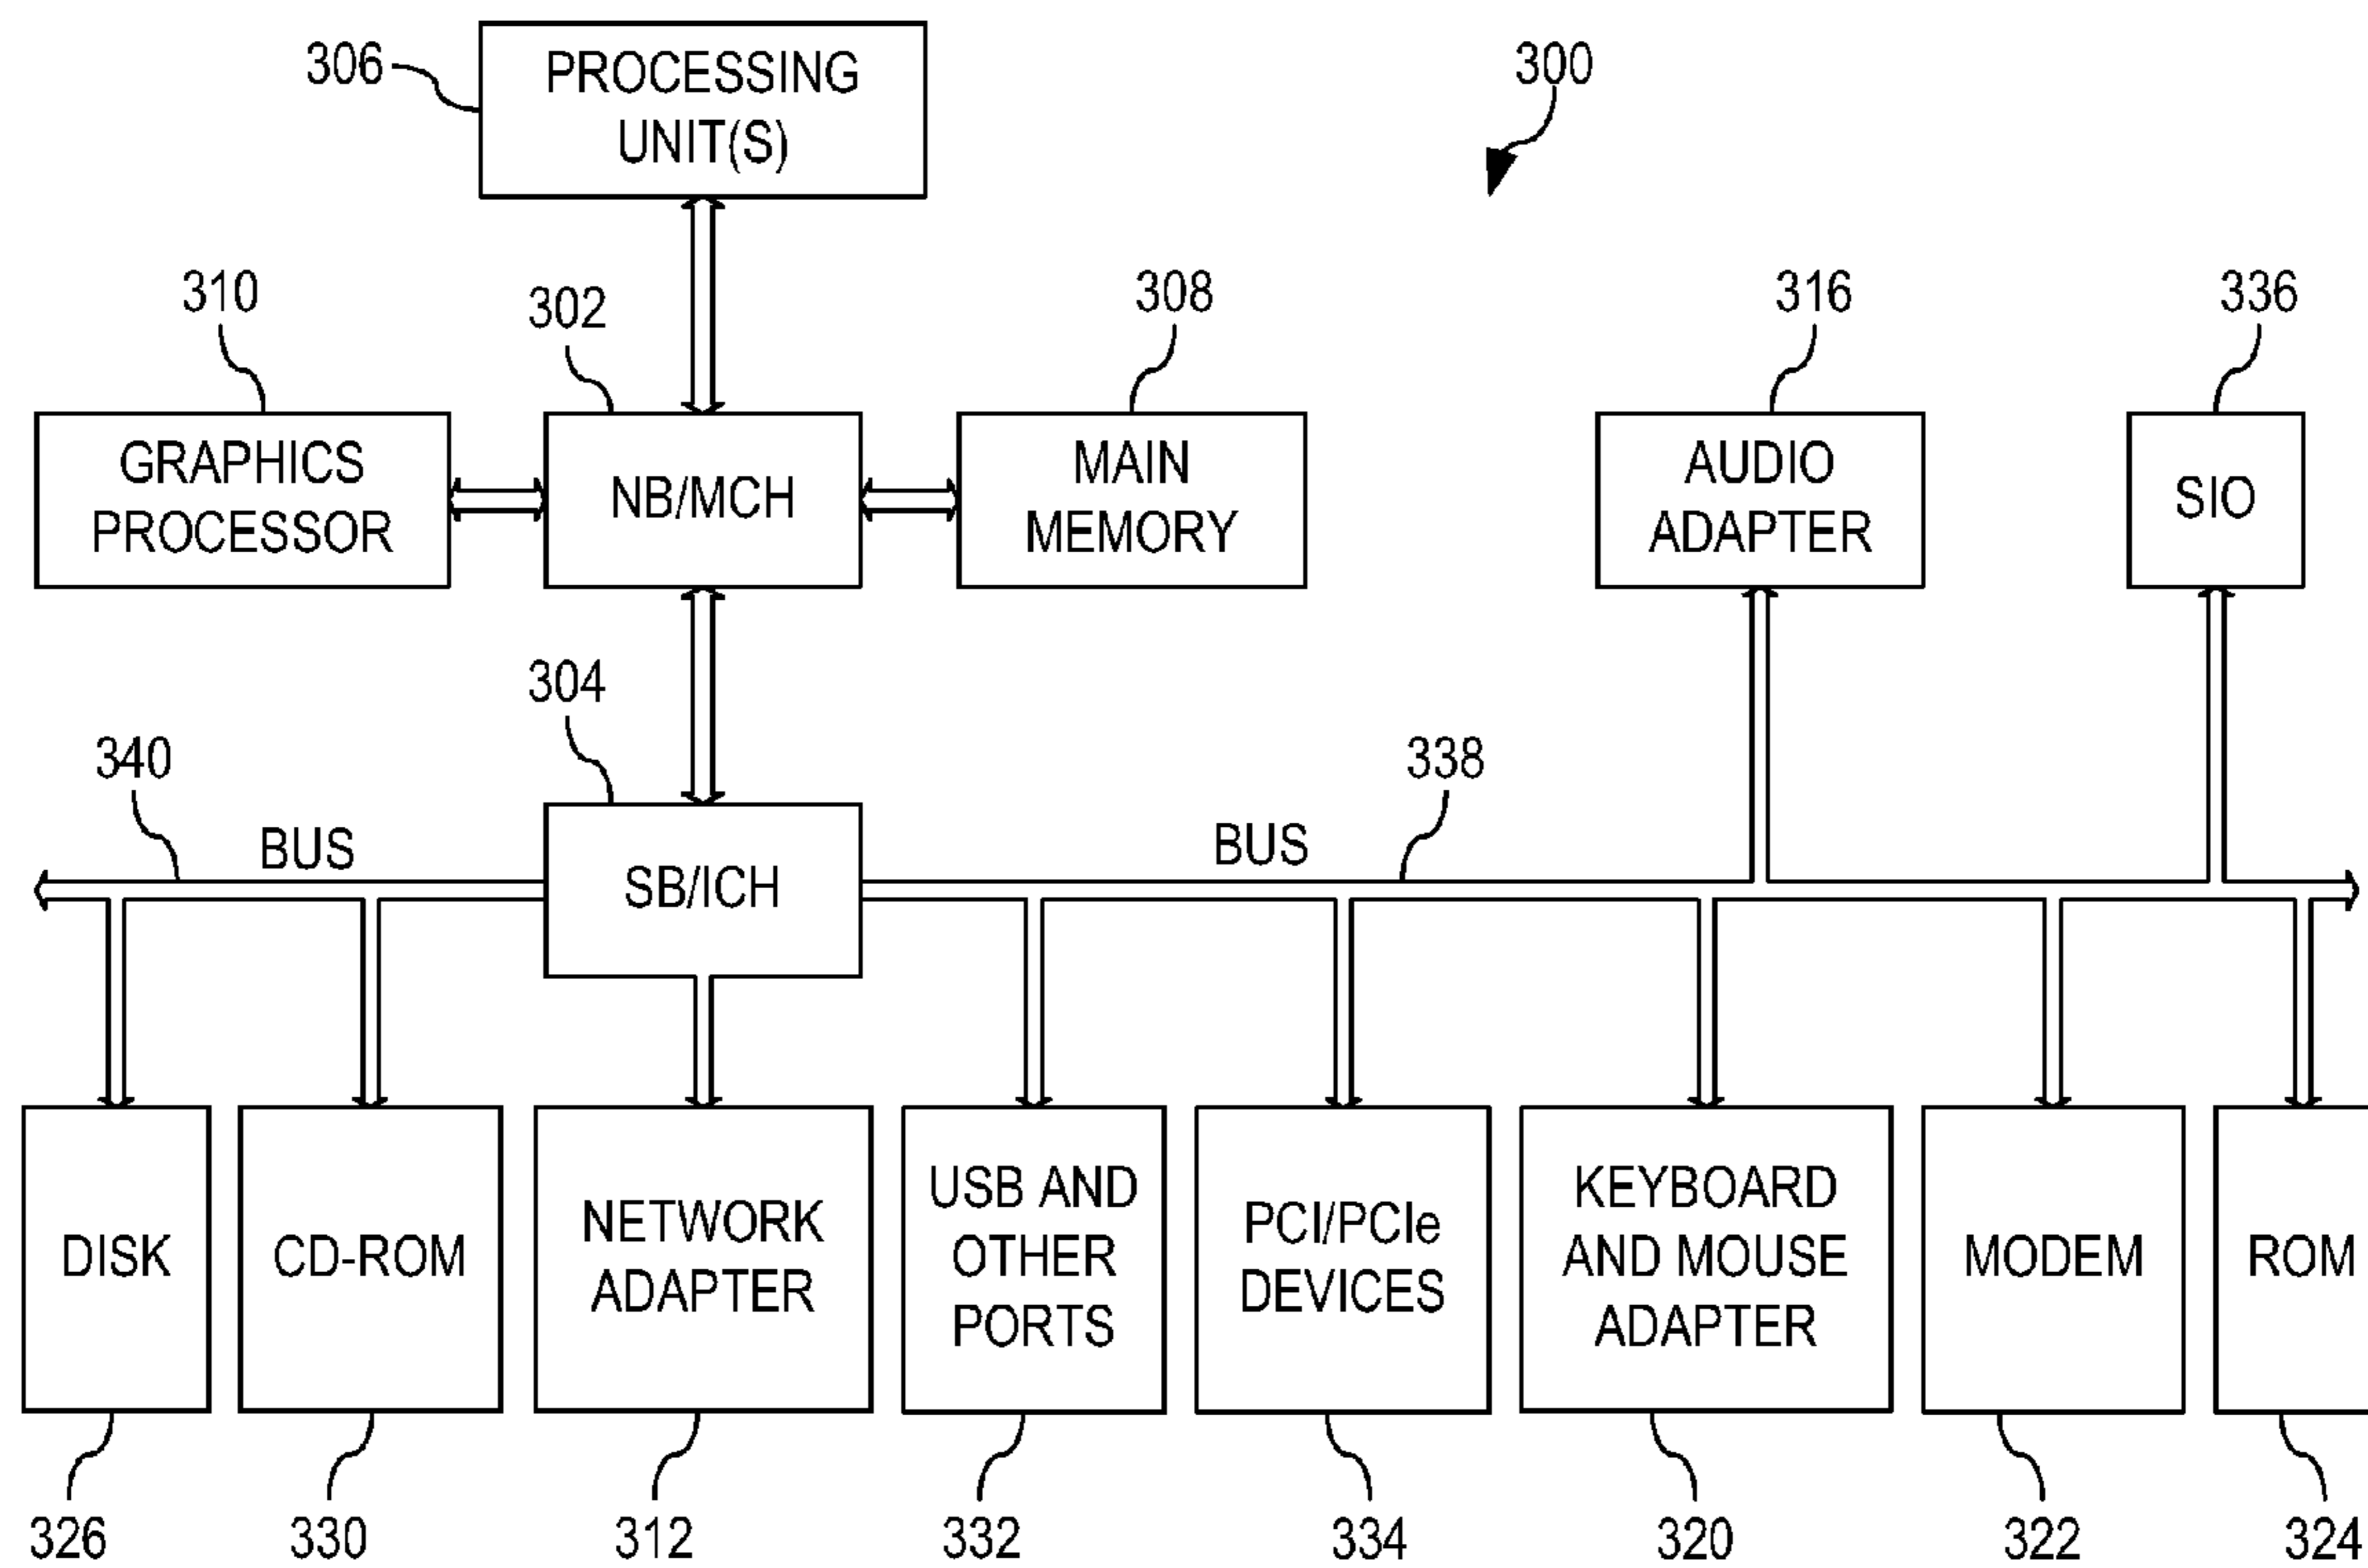 306
PROCESSING
UNIT(S)
300
310
302
308
316
336
GRAPHICS
PROCESSOR
NB/MCH
MAIN
MEMORY
AUDIO
ADAPTER
SIO
304
340
338
BUS
BUS
SB/ICH
DISK
CD-ROM
NETWORK
ADAPTER
USB AND
OTHER
PORTS
PCI/PCIe
DEVICES
KEYBOARD
AND MOUSE
ADAPTER
MODEM
ROM
326
330
312
332
334
320
322
324